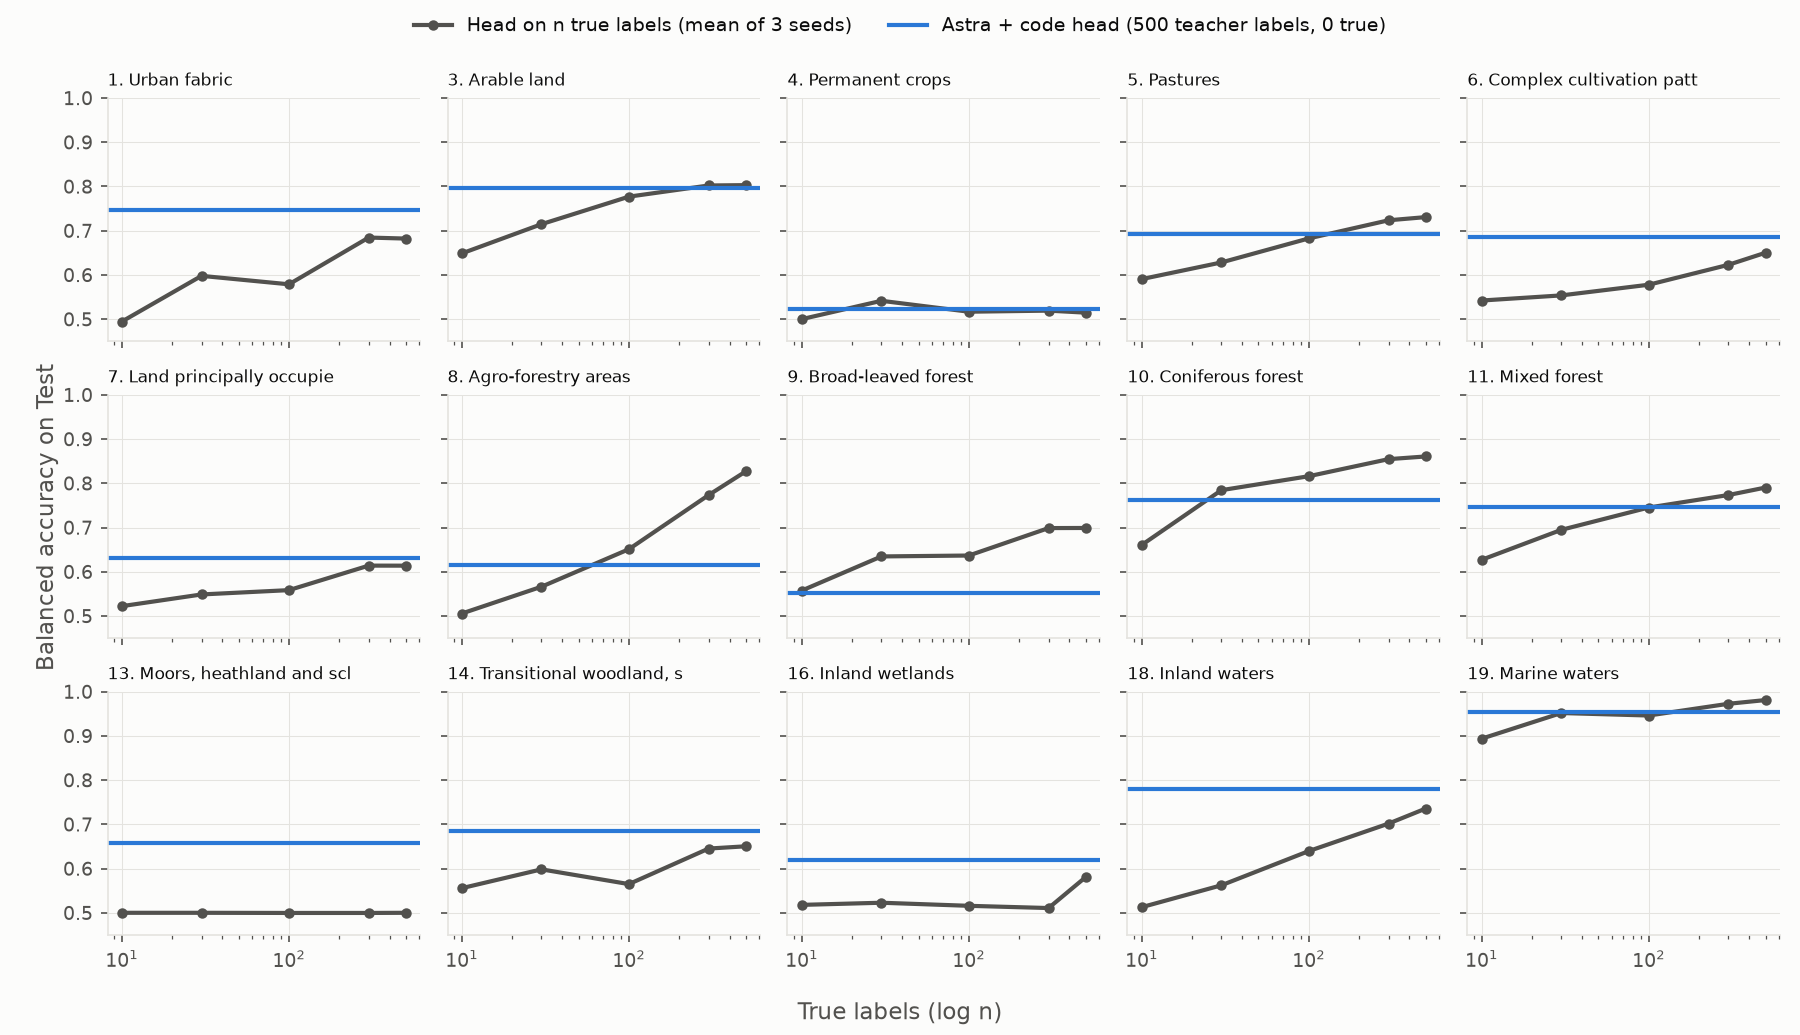 Head on n true labels (mean of 3 seeds)
Astra + code head (500 teacher labels, 0 true)
1. Urban fabric
3. Arable land
4. Permanent crops
5. Pastures
6. Complex cultivation patt
1.0
0.9
0.8
0.7
0.6
0.5
7. Land principally occupie
8. Agro-forestry areas
9. Broad-leaved forest
10. Coniferous forest
11. Mixed forest
1.0
0.9
0.8
0.7
0.6
0.5
Balanced accuracy on Test
13. Moors, heathland and scl
14. Transitional woodland, s
16. Inland wetlands
18. Inland waters
19. Marine waters
1.0
0.9
0.8
0.7
0.6
0.5
10¹ 10² 10¹ 10² 10¹ 10² 10¹ 10² 10¹ 10²
True labels (log n)